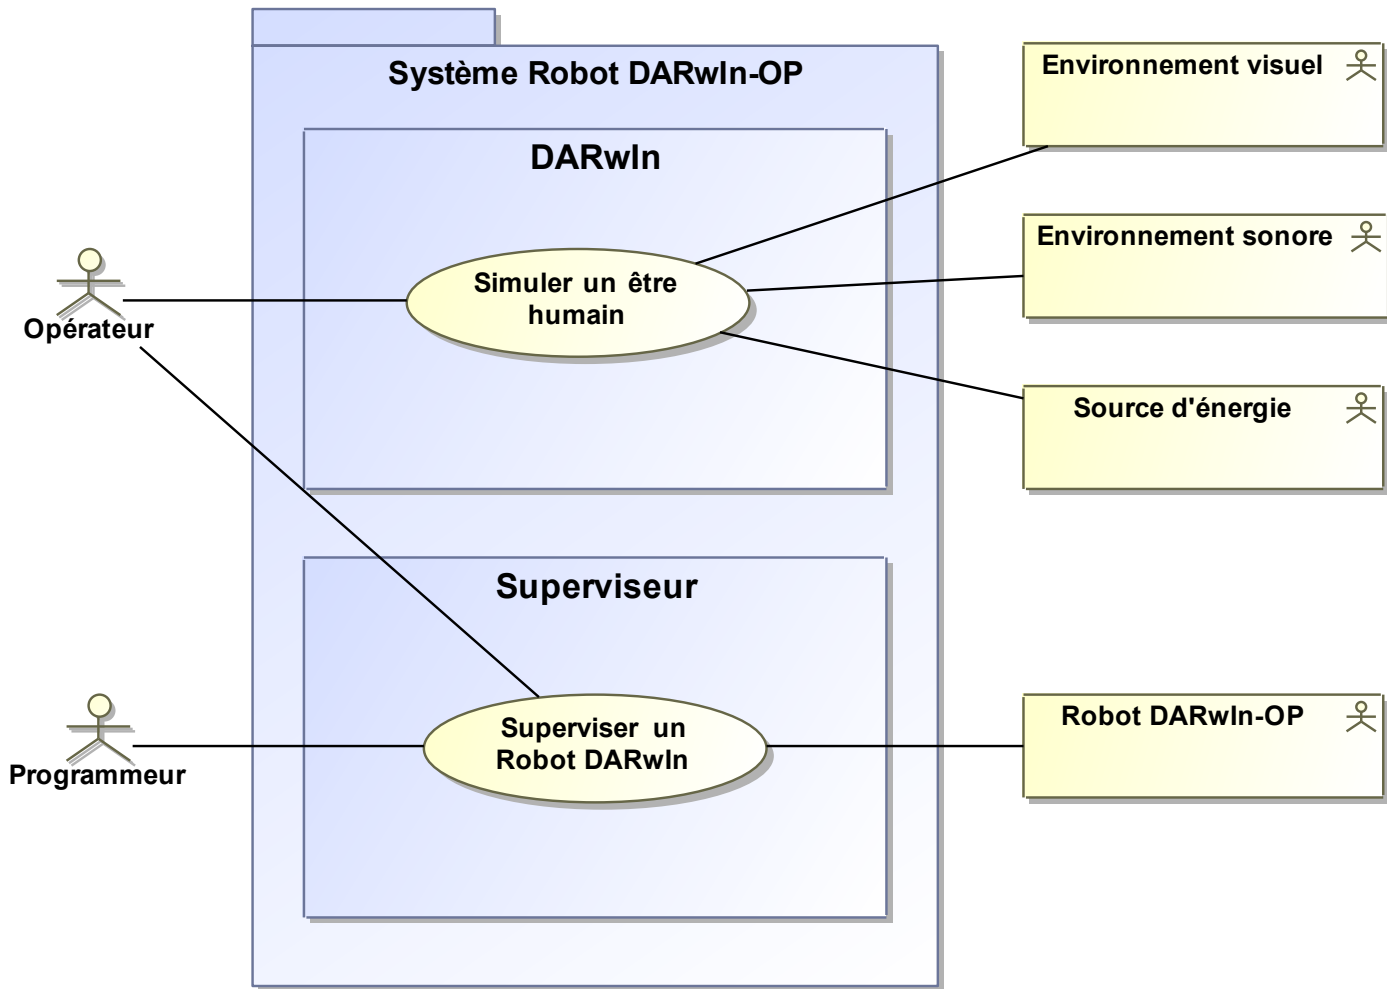 Système Robot DARwIn-OP
DARwIn
Simuler un être
humain
Opérateur
Superviseur
Superviser un
Robot DARwIn
Programmeur
Environnement visuel
Environnement sonore
Source d'énergie
Robot DARwIn-OP